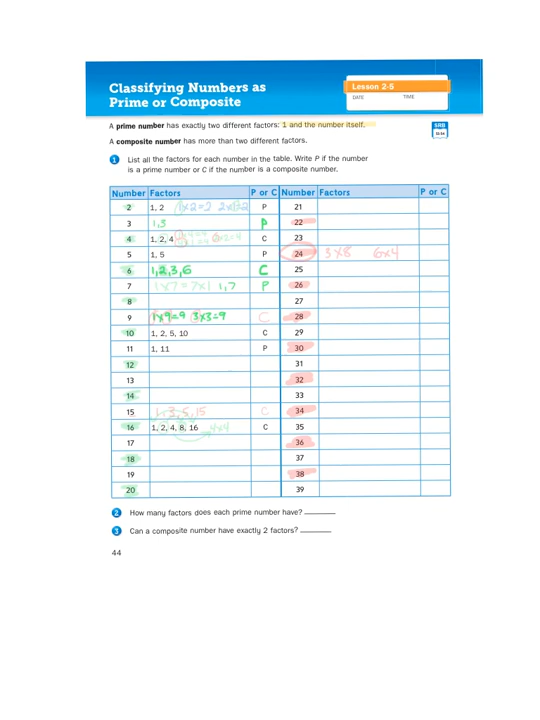 Classifying Numbers as
Prime or Composite
Lesson 2-5
DATE TIME
A prime number has exactly two different factors: 1 and the number itself.
SRB
A composite number has more than two different factors.
1 List all the factors for each number in the table. Write P if the number
is a prime number or C if the number is a composite number.
Number Factors P or C Number Factors P or C
2 1, 2 1x2=2 2x1=2 P 21
3 1,3 P 22
4 1, 2, 4 C 23
5 1, 5 P 24 3x8 6x4
6 1,2,3,6 C 25
7 1x7=7x1 1,7 P 26
8 27
9 1x9=9 3x3=9 C 28
10 1, 2, 5, 10 C 29
11 1, 11 P 30
12 31
13 32
14 33
15 1,3,5,15 C 34
16 1, 2, 4, 8, 16 4x4 C 35
17 36
18 37
19 38
20 39
2 How many factors does each prime number have?
3 Can a composite number have exactly 2 factors?
44